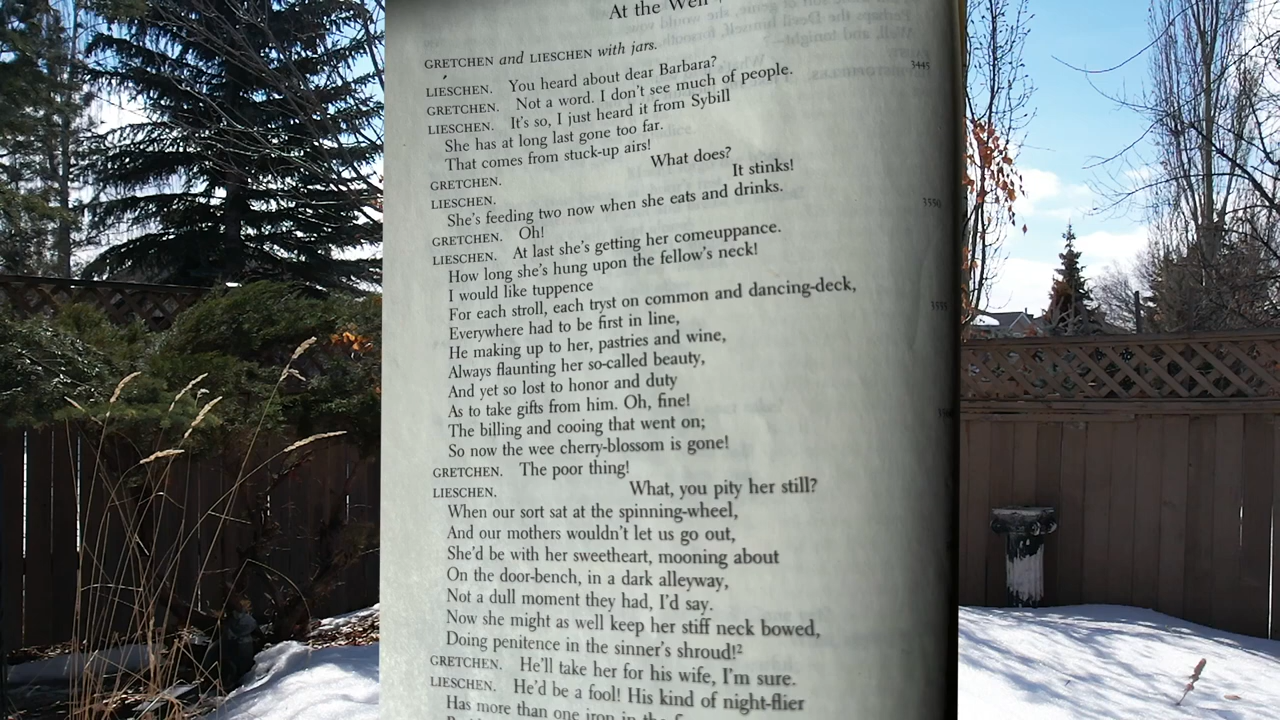 At the Well
GRETCHEN and LIESCHEN with jars.
LIESCHEN. You heard about dear Barbara?
GRETCHEN. Not a word. I don't see much of people. 3445
LIESCHEN. It's so, I just heard it from Sybill
She has at long last gone too far.
That comes from stuck-up airs!
GRETCHEN. What does?
LIESCHEN. It stinks!
She's feeding two now when she eats and drinks.
GRETCHEN. Oh! 3550
LIESCHEN. At last she's getting her comeuppance.
How long she's hung upon the fellow's neck!
I would like tuppence
For each stroll, each tryst on common and dancing-deck,
Everywhere had to be first in line, 3555
He making up to her, pastries and wine,
Always flaunting her so-called beauty,
And yet so lost to honor and duty
As to take gifts from him. Oh, fine!
The billing and cooing that went on;
So now the wee cherry-blossom is gone!
GRETCHEN. The poor thing!
LIESCHEN. What, you pity her still?
When our sort sat at the spinning-wheel,
And our mothers wouldn't let us go out,
She'd be with her sweetheart, mooning about
On the door-bench, in a dark alleyway,
Not a dull moment they had, I'd say.
Now she might as well keep her stiff neck bowed,
Doing penitence in the sinner's shroud!²
GRETCHEN. He'll take her for his wife, I'm sure.
LIESCHEN. He'd be a fool! His kind of night-flier
Has more than one iron in the